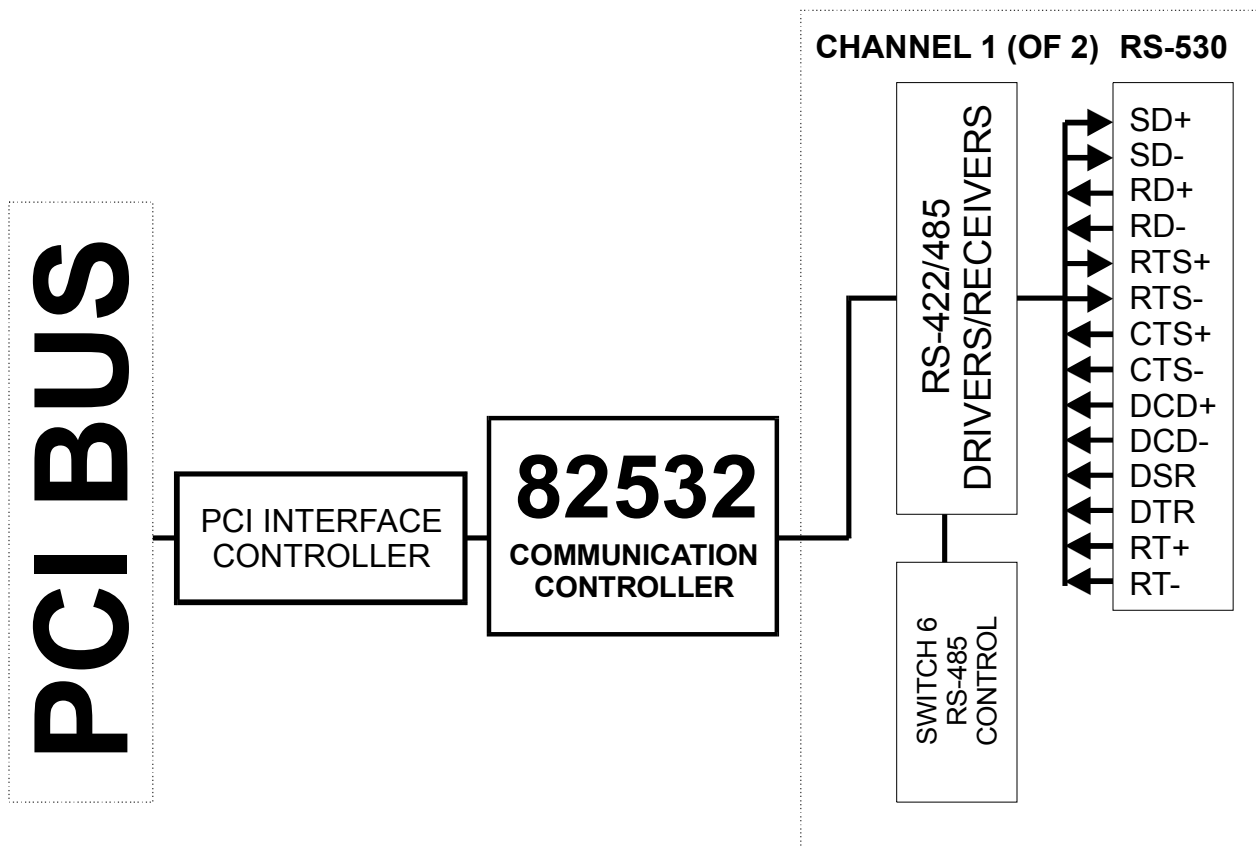 CHANNEL 1 (OF 2) RS-530
PCI BUS
PCI INTERFACE
CONTROLLER
82532
COMMUNICATION
CONTROLLER
RS-422/485
DRIVERS/RECEIVERS
SWITCH 6
RS-485
CONTROL
SD+
SD-
RD+
RD-
RTS+
RTS-
CTS+
CTS-
DCD+
DCD-
DSR
DTR
RT+
RT-